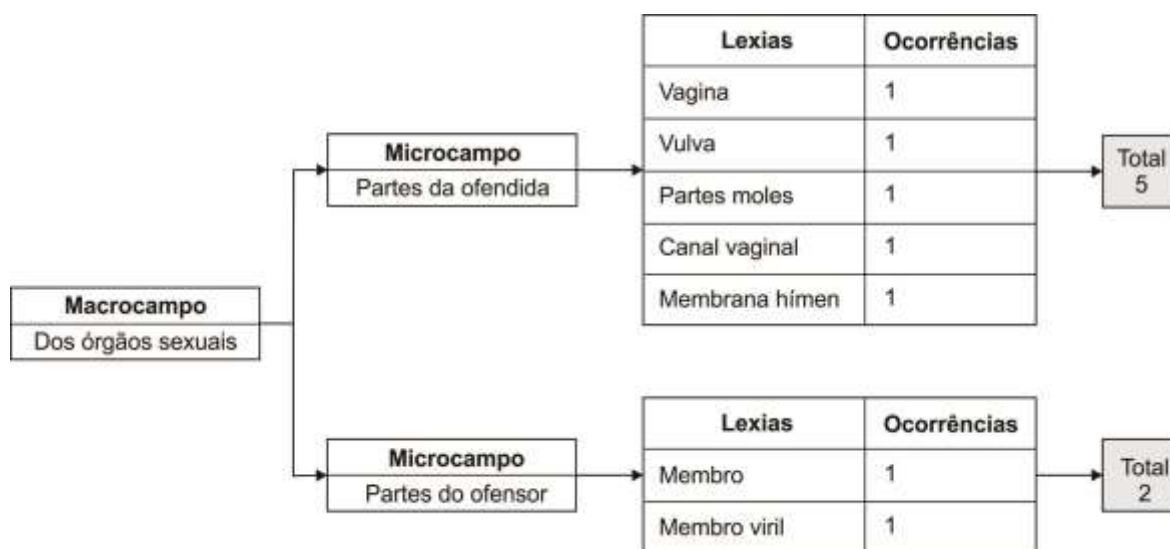 Macrocampo
Dos órgãos sexuais
Microcampo
Partes da ofendida
Lexias Ocorrências
Vagina 1
Vulva 1
Partes moles 1
Canal vaginal 1
Membrana hímen 1
Total
5
Microcampo
Partes do ofensor
Lexias Ocorrências
Membro 1
Membro viril 1
Total
2